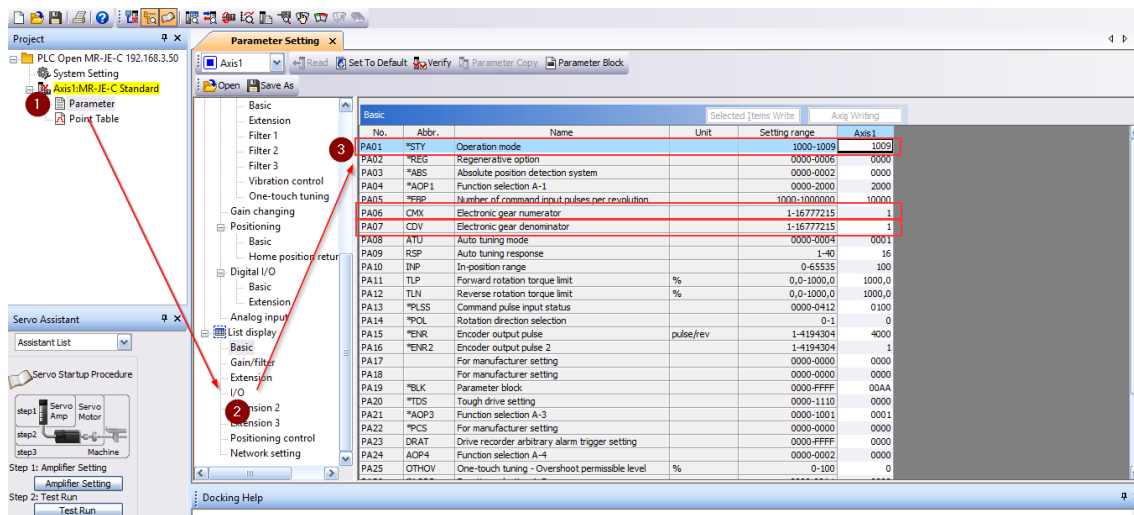 Project
PLC Open MR-JE-C 192.168.3.50
System Setting
Axis1:MR-JE-C Standard
1
Parameter
Point Table
Servo Assistant
Assistant List
Servo Startup Procedure
step1
Servo Amp
Servo Motor
step2
step3
Machine
Step 1: Amplifier Setting
Amplifier Setting
Step 2: Test Run
Test Run
Parameter Setting
Axis1 Read Set To Default Verify Parameter Copy Parameter Block
Open Save As
Basic
Extension
Filter 1
Filter 2
Filter 3
Vibration control
One-touch tuning
Gain changing
Positioning
Basic
Home position retur
Digital I/O
Basic
Extension
Analog input
List display
Basic
Gain/filter
Extension
I/O
2
Extension 3
Positioning control
Network setting
3
Basic Selected Items Write Axis Writing
No. Abbr. Name Unit Setting range Axis1
PA01 *STY Operation mode 1000-1009 1009
PA02 *REG Regenerative option 0000-0006 0000
PA03 *ABS Absolute position detection system 0000-0002 0000
PA04 *AOP1 Function selection A-1 0000-2000 2000
PA05 *FBP Number of command input pulses per revolution 1000-1000000 10000
PA06 CMX Electronic gear numerator 1-16777215 1
PA07 CDV Electronic gear denominator 1-16777215 1
PA08 ATU Auto tuning mode 0000-0004 0001
PA09 RSP Auto tuning response 1-40 16
PA10 INP In-position range 0-65535 100
PA11 TLP Forward rotation torque limit % 0,0-1000,0 1000,0
PA12 TLN Reverse rotation torque limit % 0,0-1000,0 1000,0
PA13 *PLSS Command pulse input status 0000-0412 0100
PA14 *POL Rotation direction selection 0-1 0
PA15 *ENR Encoder output pulse pulse/rev 1-4194304 4000
PA16 *ENR2 Encoder output pulse 2 1-4194304 1
PA17 For manufacturer setting 0000-0000 0000
PA18 For manufacturer setting 0000-0000 0000
PA19 *BLK Parameter block 0000-FFFF 00AA
PA20 *TDS Tough drive setting 0000-1110 0000
PA21 *AOP3 Function selection A-3 0000-1001 0001
PA22 *PCS For manufacturer setting 0000-0000 0000
PA23 DRAT Drive recorder arbitrary alarm trigger setting 0000-FFFF 0000
PA24 AOP4 Function selection A-4 0000-0002 0000
PA25 OTHOV One-touch tuning - Overshoot permissible level % 0-100 0
Docking Help